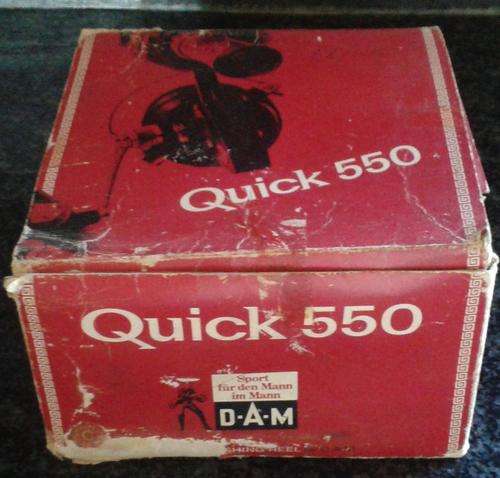 Quick 550
Quick 550
Sport
für den Mann
im Mann
D·A·M